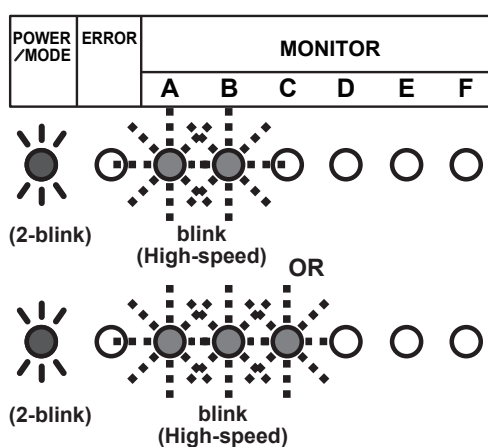 POWER
/MODE
ERROR
MONITOR
A B C D E F
(2-blink)
blink
(High-speed)
OR
(2-blink)
blink
(High-speed)